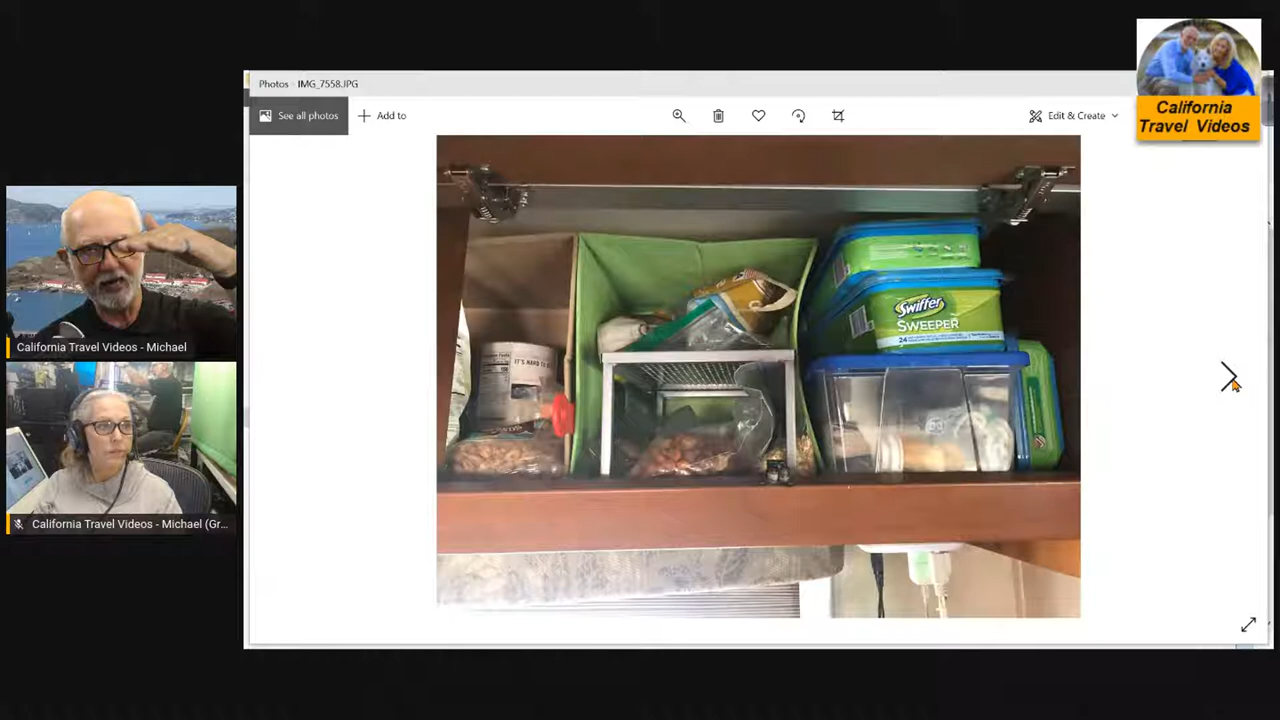 California
Travel Videos
Photos - IMG_7558.JPG
See all photos
Add to
Edit & Create
IT'S HARD TO
Swiffer
SWEEPER
24
California Travel Videos - Michael
California Travel Videos - Michael (Gr...